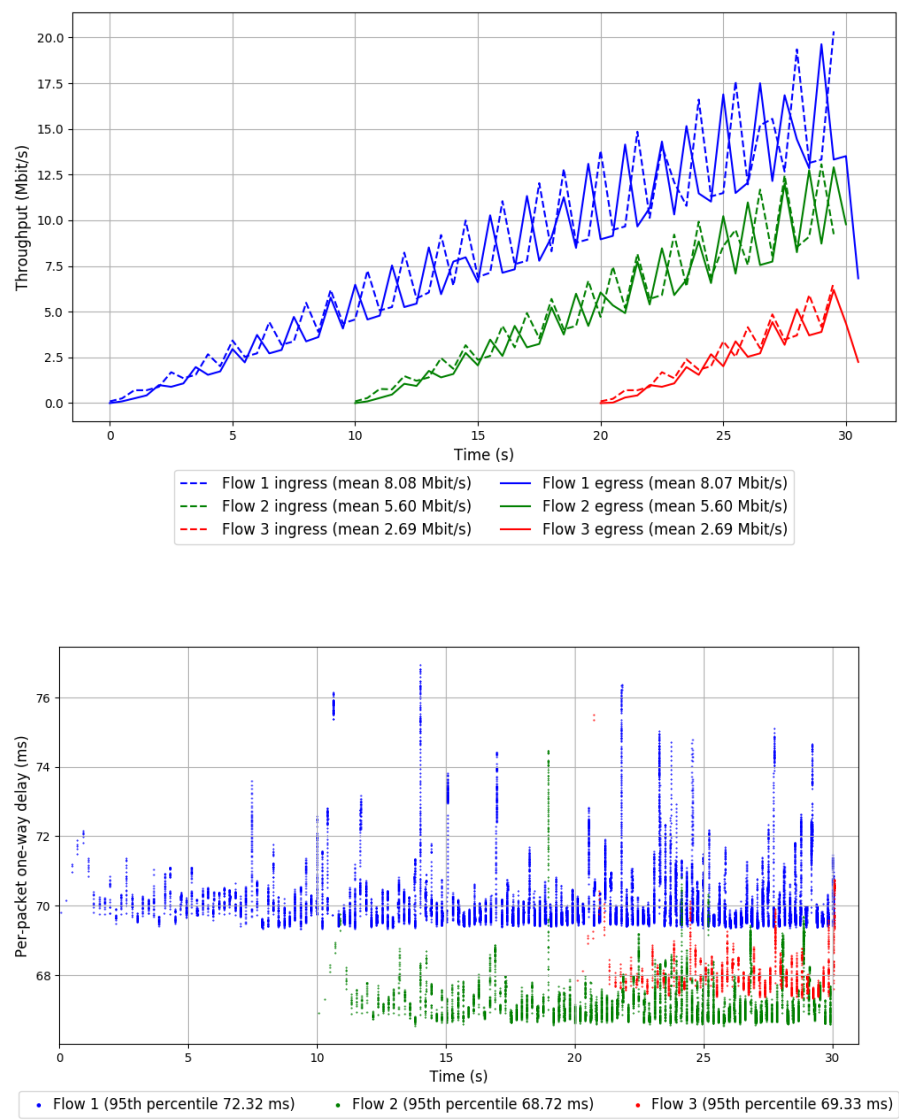 20.0
17.5
15.0
12.5
10.0
7.5
5.0
2.5
0.0
Throughput (Mbit/s)
0 5 10 15 20 25 30
Time (s)
Flow 1 ingress (mean 8.08 Mbit/s) Flow 1 egress (mean 8.07 Mbit/s)
Flow 2 ingress (mean 5.60 Mbit/s) Flow 2 egress (mean 5.60 Mbit/s)
Flow 3 ingress (mean 2.69 Mbit/s) Flow 3 egress (mean 2.69 Mbit/s)
76
74
72
70
68
Per-packet one-way delay (ms)
0 5 10 15 20 25 30
Time (s)
Flow 1 (95th percentile 72.32 ms) Flow 2 (95th percentile 68.72 ms) Flow 3 (95th percentile 69.33 ms)